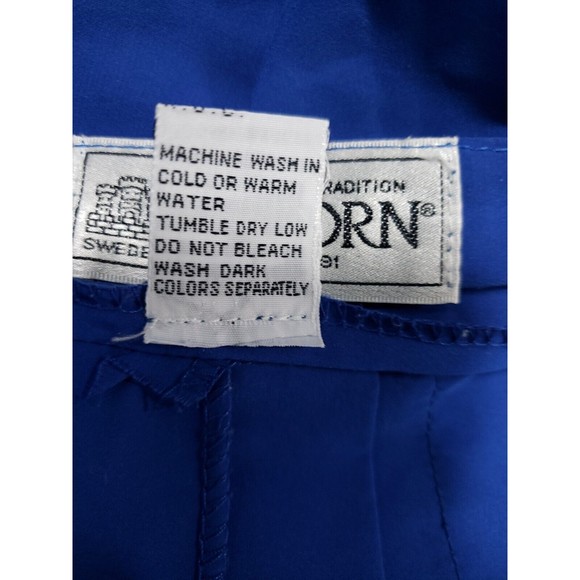 MACHINE WASH IN
COLD OR WARM
WATER
TUMBLE DRY LOW
DO NOT BLEACH
WASH DARK
COLORS SEPARATELY
RADITION
ORN®
SWEDE
91